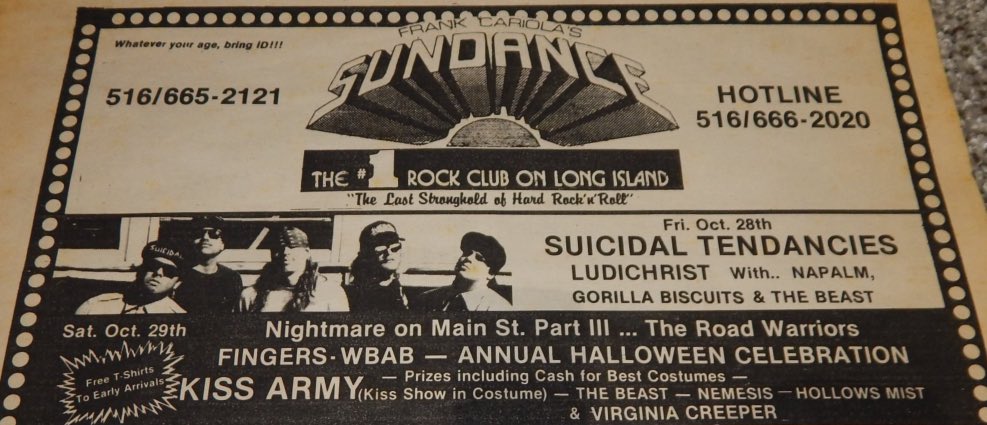 FRANK CARIOLA'S
Whatever your age, bring ID!!!
SUNDANCE
516/665-2121
HOTLINE
516/666-2020
THE #1 ROCK CLUB ON LONG ISLAND
"The Last Stronghold of Hard Rock'n'Roll"
Fri. Oct. 28th
SUICIDAL TENDANCIES
LUDICHRIST With.. NAPALM,
GORILLA BISCUITS & THE BEAST
SUICIDAL
Sat. Oct. 29th
Nightmare on Main St. Part III ... The Road Warriors
FINGERS - WBAB — ANNUAL HALLOWEEN CELEBRATION
Free T-Shirts
To Early Arrivals
— Prizes including Cash for Best Costumes —
KISS ARMY (Kiss Show in Costume) — THE BEAST — NEMESIS — HOLLOWS MIST
& VIRGINIA CREEPER